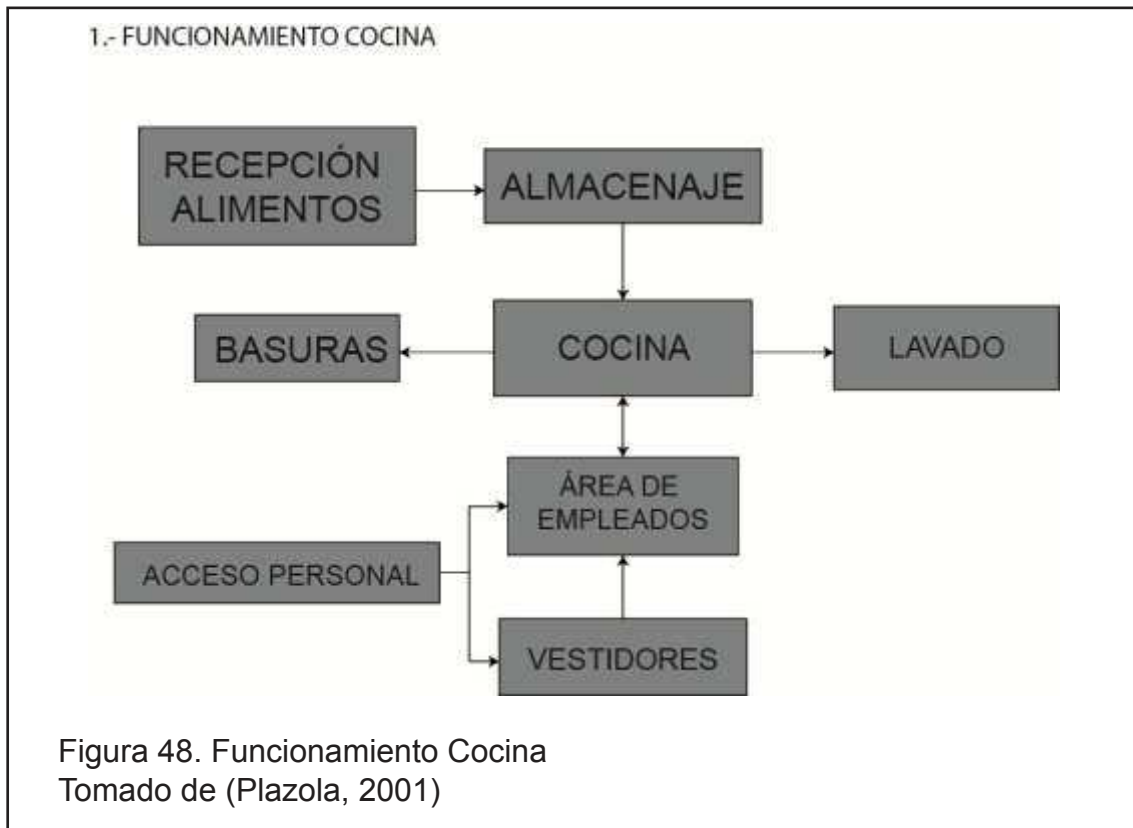 1.- FUNCIONAMIENTO COCINA
RECEPCIÓN
ALIMENTOS
ALMACENAJE
BASURAS
COCINA
LAVADO
ÁREA DE
EMPLEADOS
ACCESO PERSONAL
VESTIDORES
Figura 48. Funcionamiento Cocina
Tomado de (Plazola, 2001)